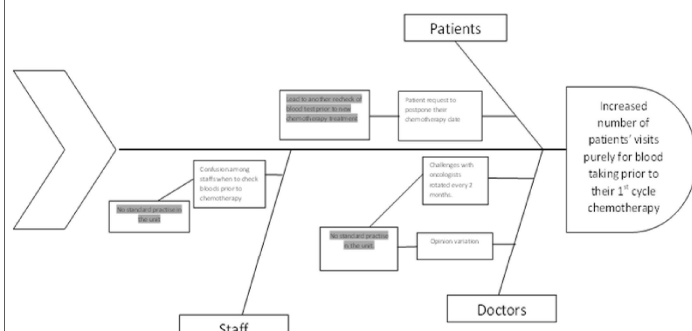 Patients
Lead to another recheck of
blood test prior to new
chemotherapy treatment
Patient request to
postpone their
chemotherapy date
Increased
number of
patients' visits
purely for blood
taking prior to
their 1st cycle
chemotherapy
Confusion among
staffs when to check
bloods prior to
chemotherapy
No standard practise in
the unit
Challenges with
oncologists
rotated every 2
months.
No standard practise
in the unit
Opinion variation
Doctors
Staff